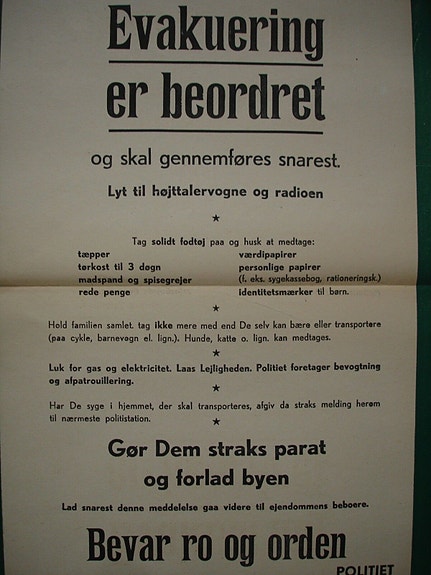 Evakuering
er beordret
og skal gennemføres snarest.
Lyt til højttalervogne og radioen
Tag solidt fodtøj paa og husk at medtage:
tæpper værdipapirer
tørkost til 3 døgn personlige papirer
madspand og spisegrejer (f. eks. sygekassebog, rationeringsk.)
rede penge identitetsmærker til børn.
Hold familien samlet. tag ikke mere med end De selv kan bære eller transportere
(paa cykle, barnevogn el. lign.). Hunde, katte o. lign. kan medtages.
Luk for gas og elektricitet. Laas Lejligheden. Politiet foretager bevogtning
og afpatrouillering.
Har De syge i hjemmet, der skal transporteres, afgiv da straks melding herom
til nærmeste politistation.
Gør Dem straks parat
og forlad byen
Lad snarest denne meddelelse gaa videre til ejendommens beboere.
Bevar ro og orden
POLITIET